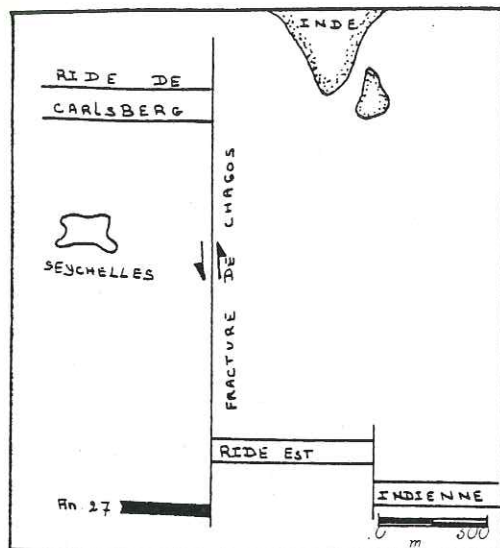 INDE
RIDE DE
CARLSBERG
FRACTURE DE CHAGOS
SEYCHELLES
RIDE EST
An. 27
INDIENNE
0 300
m